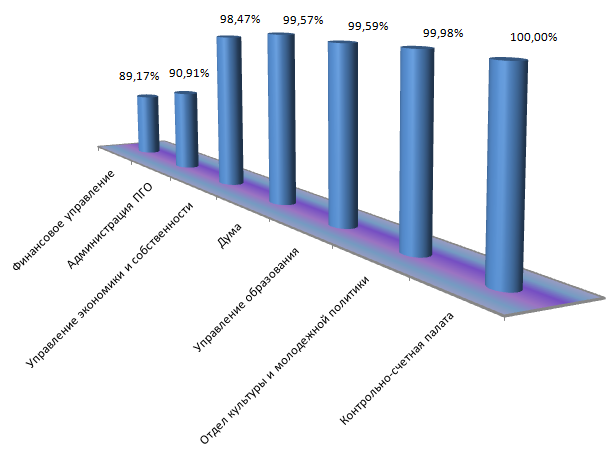 89,17%
90,91%
98,47%
99,57%
99,59%
99,98%
100,00%
Финансовое управление
Администрация ПГО
Управление экономики и собственности
Дума
Управление образования
Отдел культуры и молодежной политики
Контрольно-счетная палата